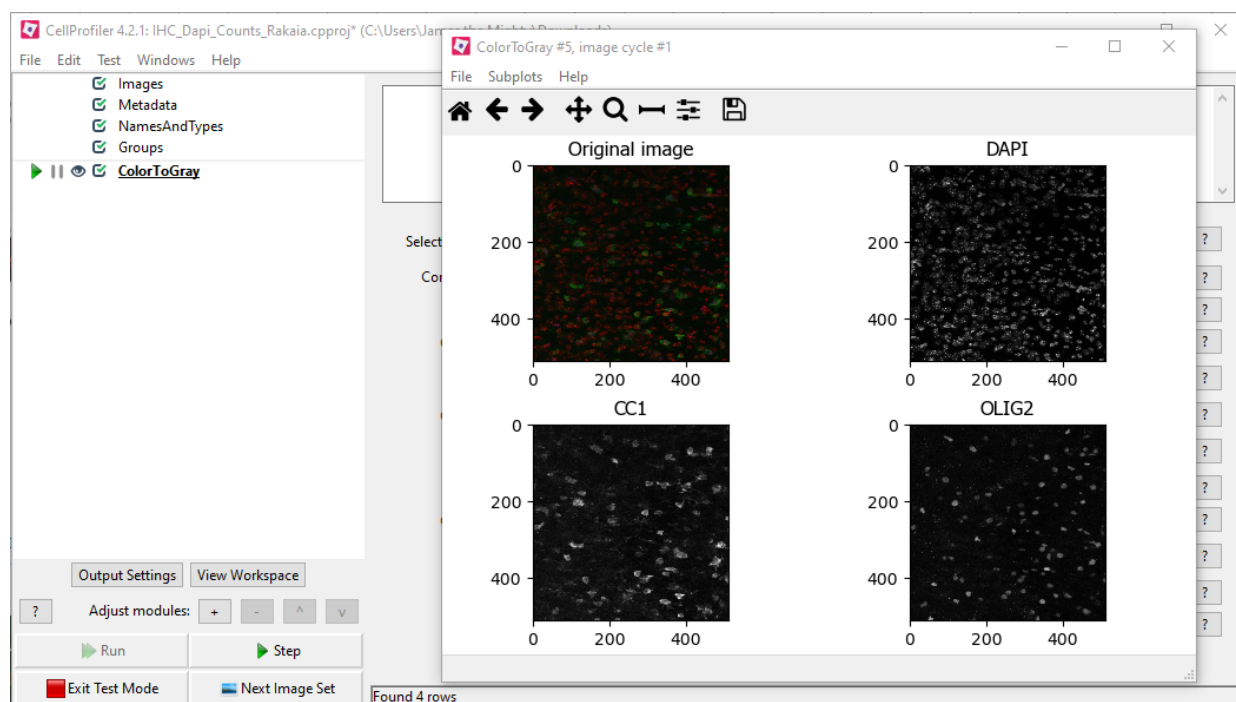 CellProfiler 4.2.1: IHC_Dapi_Counts_Rakaia.cpproj* (C:\Users\
File Edit Test Windows Help
Images
Metadata
NamesAndTypes
Groups
ColorToGray
Select
Output Settings View Workspace
? Adjust modules: + - ^ v
Run Step
Exit Test Mode Next Image Set
Found 4 rows
ColorToGray #5, image cycle #1
File Subplots Help
Original image
0
200
400
0 200 400
DAPI
0
200
400
0 200 400
CC1
0
200
400
0 200 400
OLIG2
0
200
400
0 200 400
?
?
?
?
?
?
?
?
?
?
?
?